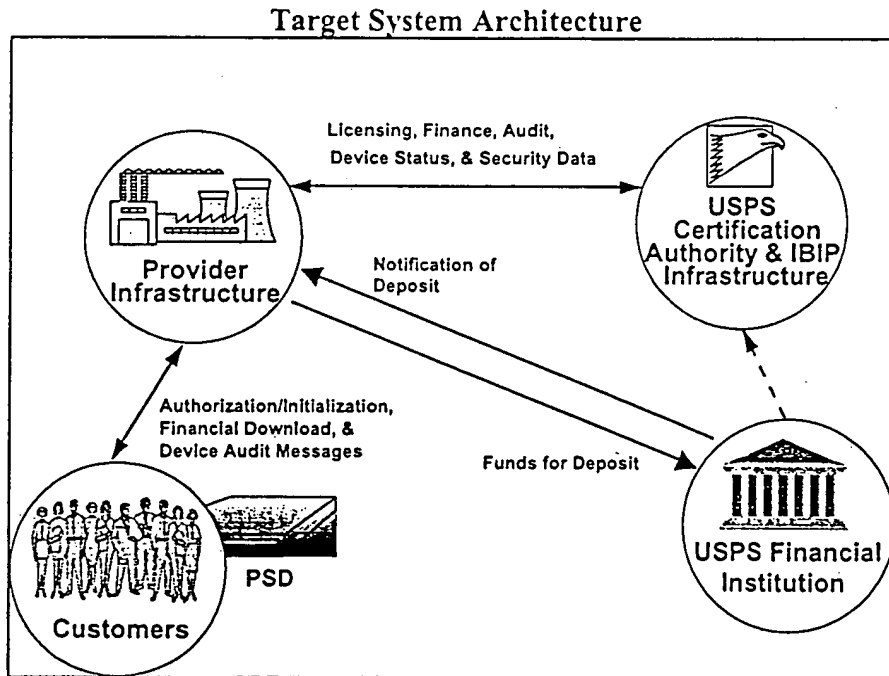 Target System Architecture
Licensing, Finance, Audit,
Device Status, & Security Data
Provider
Infrastructure
USPS
Certification
Authority & IBIP
Infrastructure
Notification of
Deposit
Authorization/Initialization,
Financial Download, &
Device Audit Messages
Funds for Deposit
PSD
Customers
USPS Financial
Institution